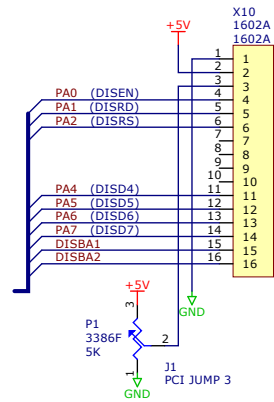 X10
1602A
1602A
+5V
1 1
2 2
3 3
PA0 (DISEN) 4 4
PA1 (DISRD) 5 5
PA2 (DISRS) 6 6
7 7
8 8
9 9
10 10
PA4 (DISD4) 11 11
PA5 (DISD5) 12 12
PA6 (DISD6) 13 13
PA7 (DISD7) 14 14
DISBA1 15 15
DISBA2 16 16
+5V
GND
3
P1
3386F
5K
2
1
J1
PCI JUMP 3
GND